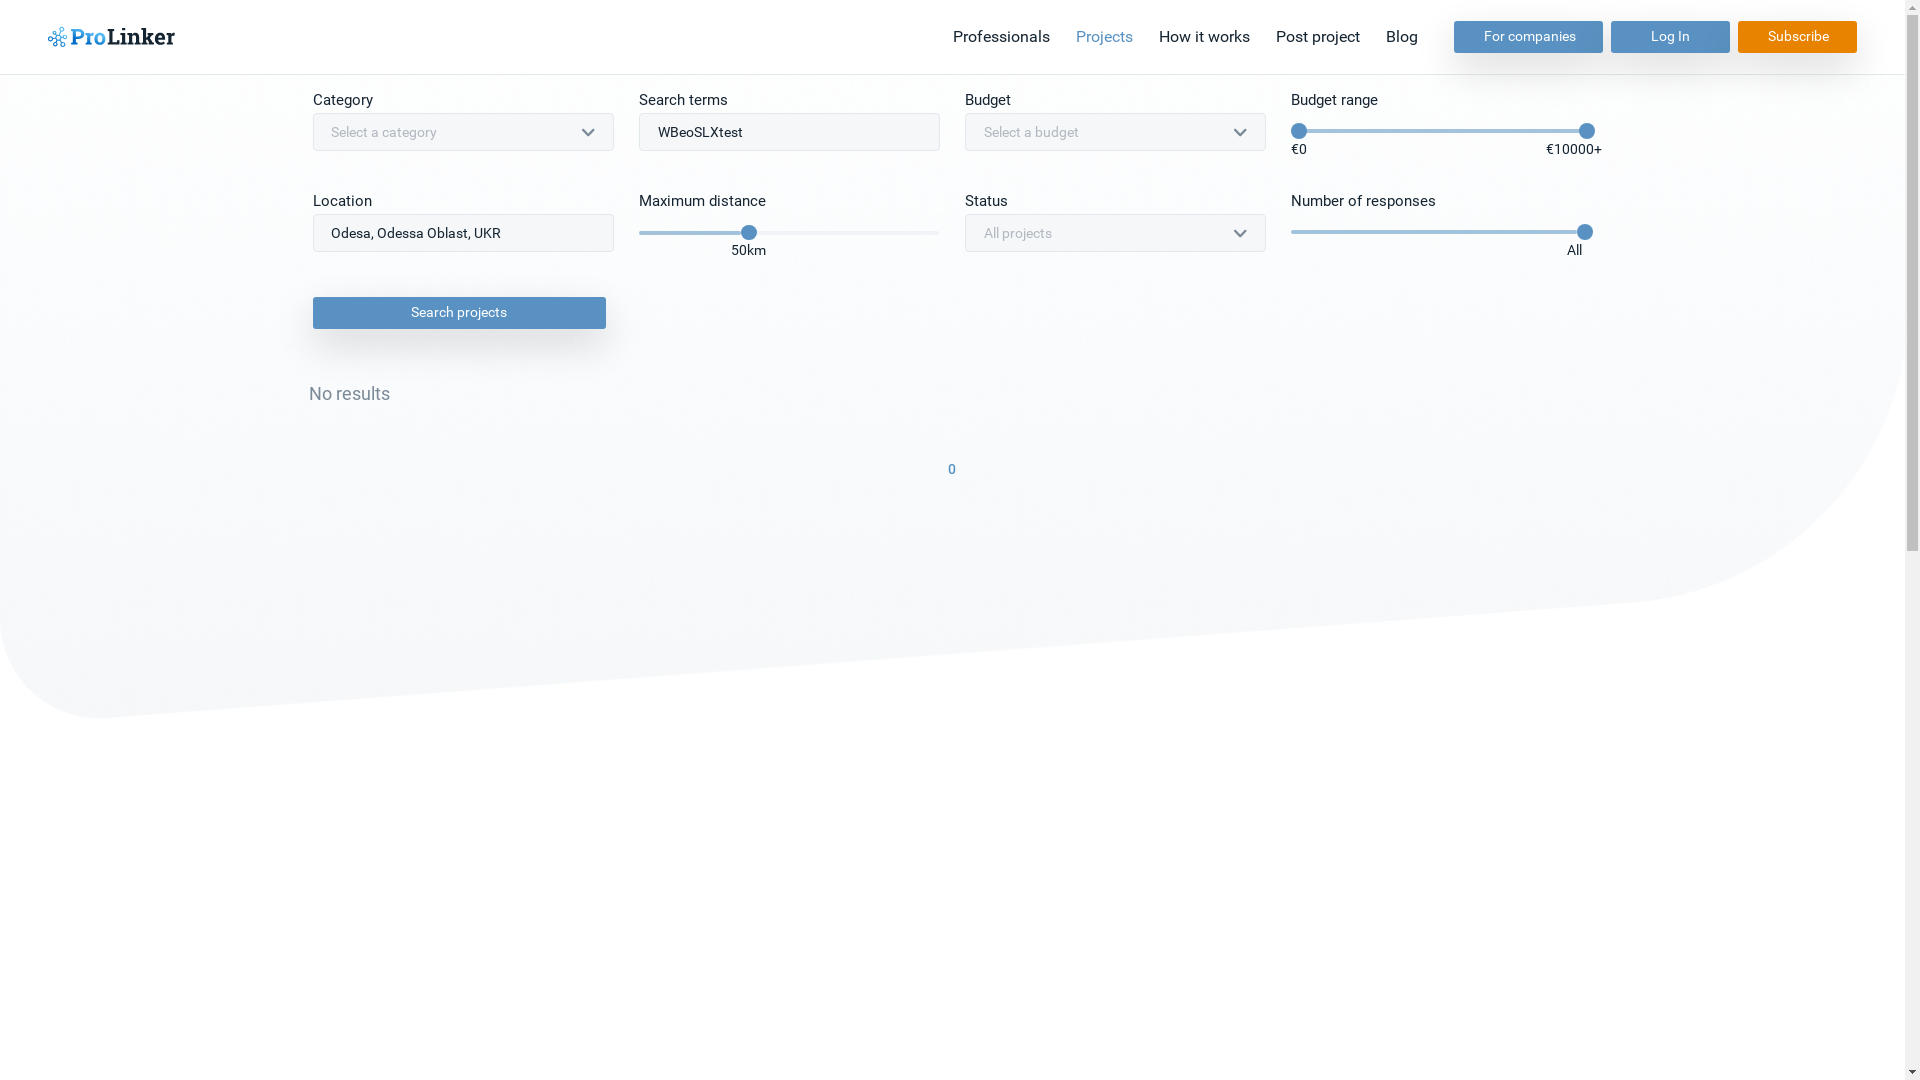 ProLinker
Professionals Projects How it works Post project Blog For companies Log In Subscribe
Category Search terms Budget Budget range
Select a category WBeoSLXtest Select a budget
€0 €10000+
Location Maximum distance Status Number of responses
Odesa, Odessa Oblast, UKR All projects
50km All
Search projects
No results
0